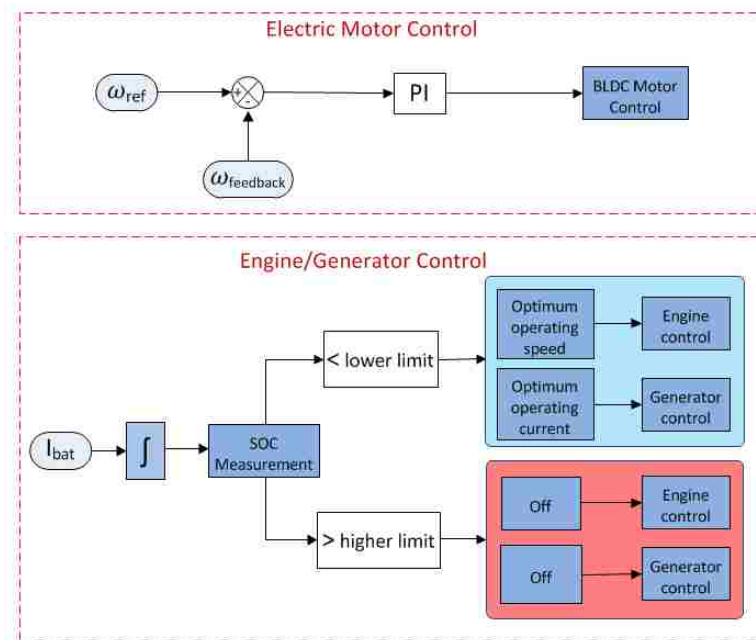 Electric Motor Control
ω_ref
+
-
PI
BLDC Motor
Control
ω_feedback
Engine/Generator Control
Optimum
operating
speed
Engine
control
< lower limit
Optimum
operating
current
Generator
control
I_bat
∫
SOC
Measurement
Off
Engine
control
> higher limit
Off
Generator
control